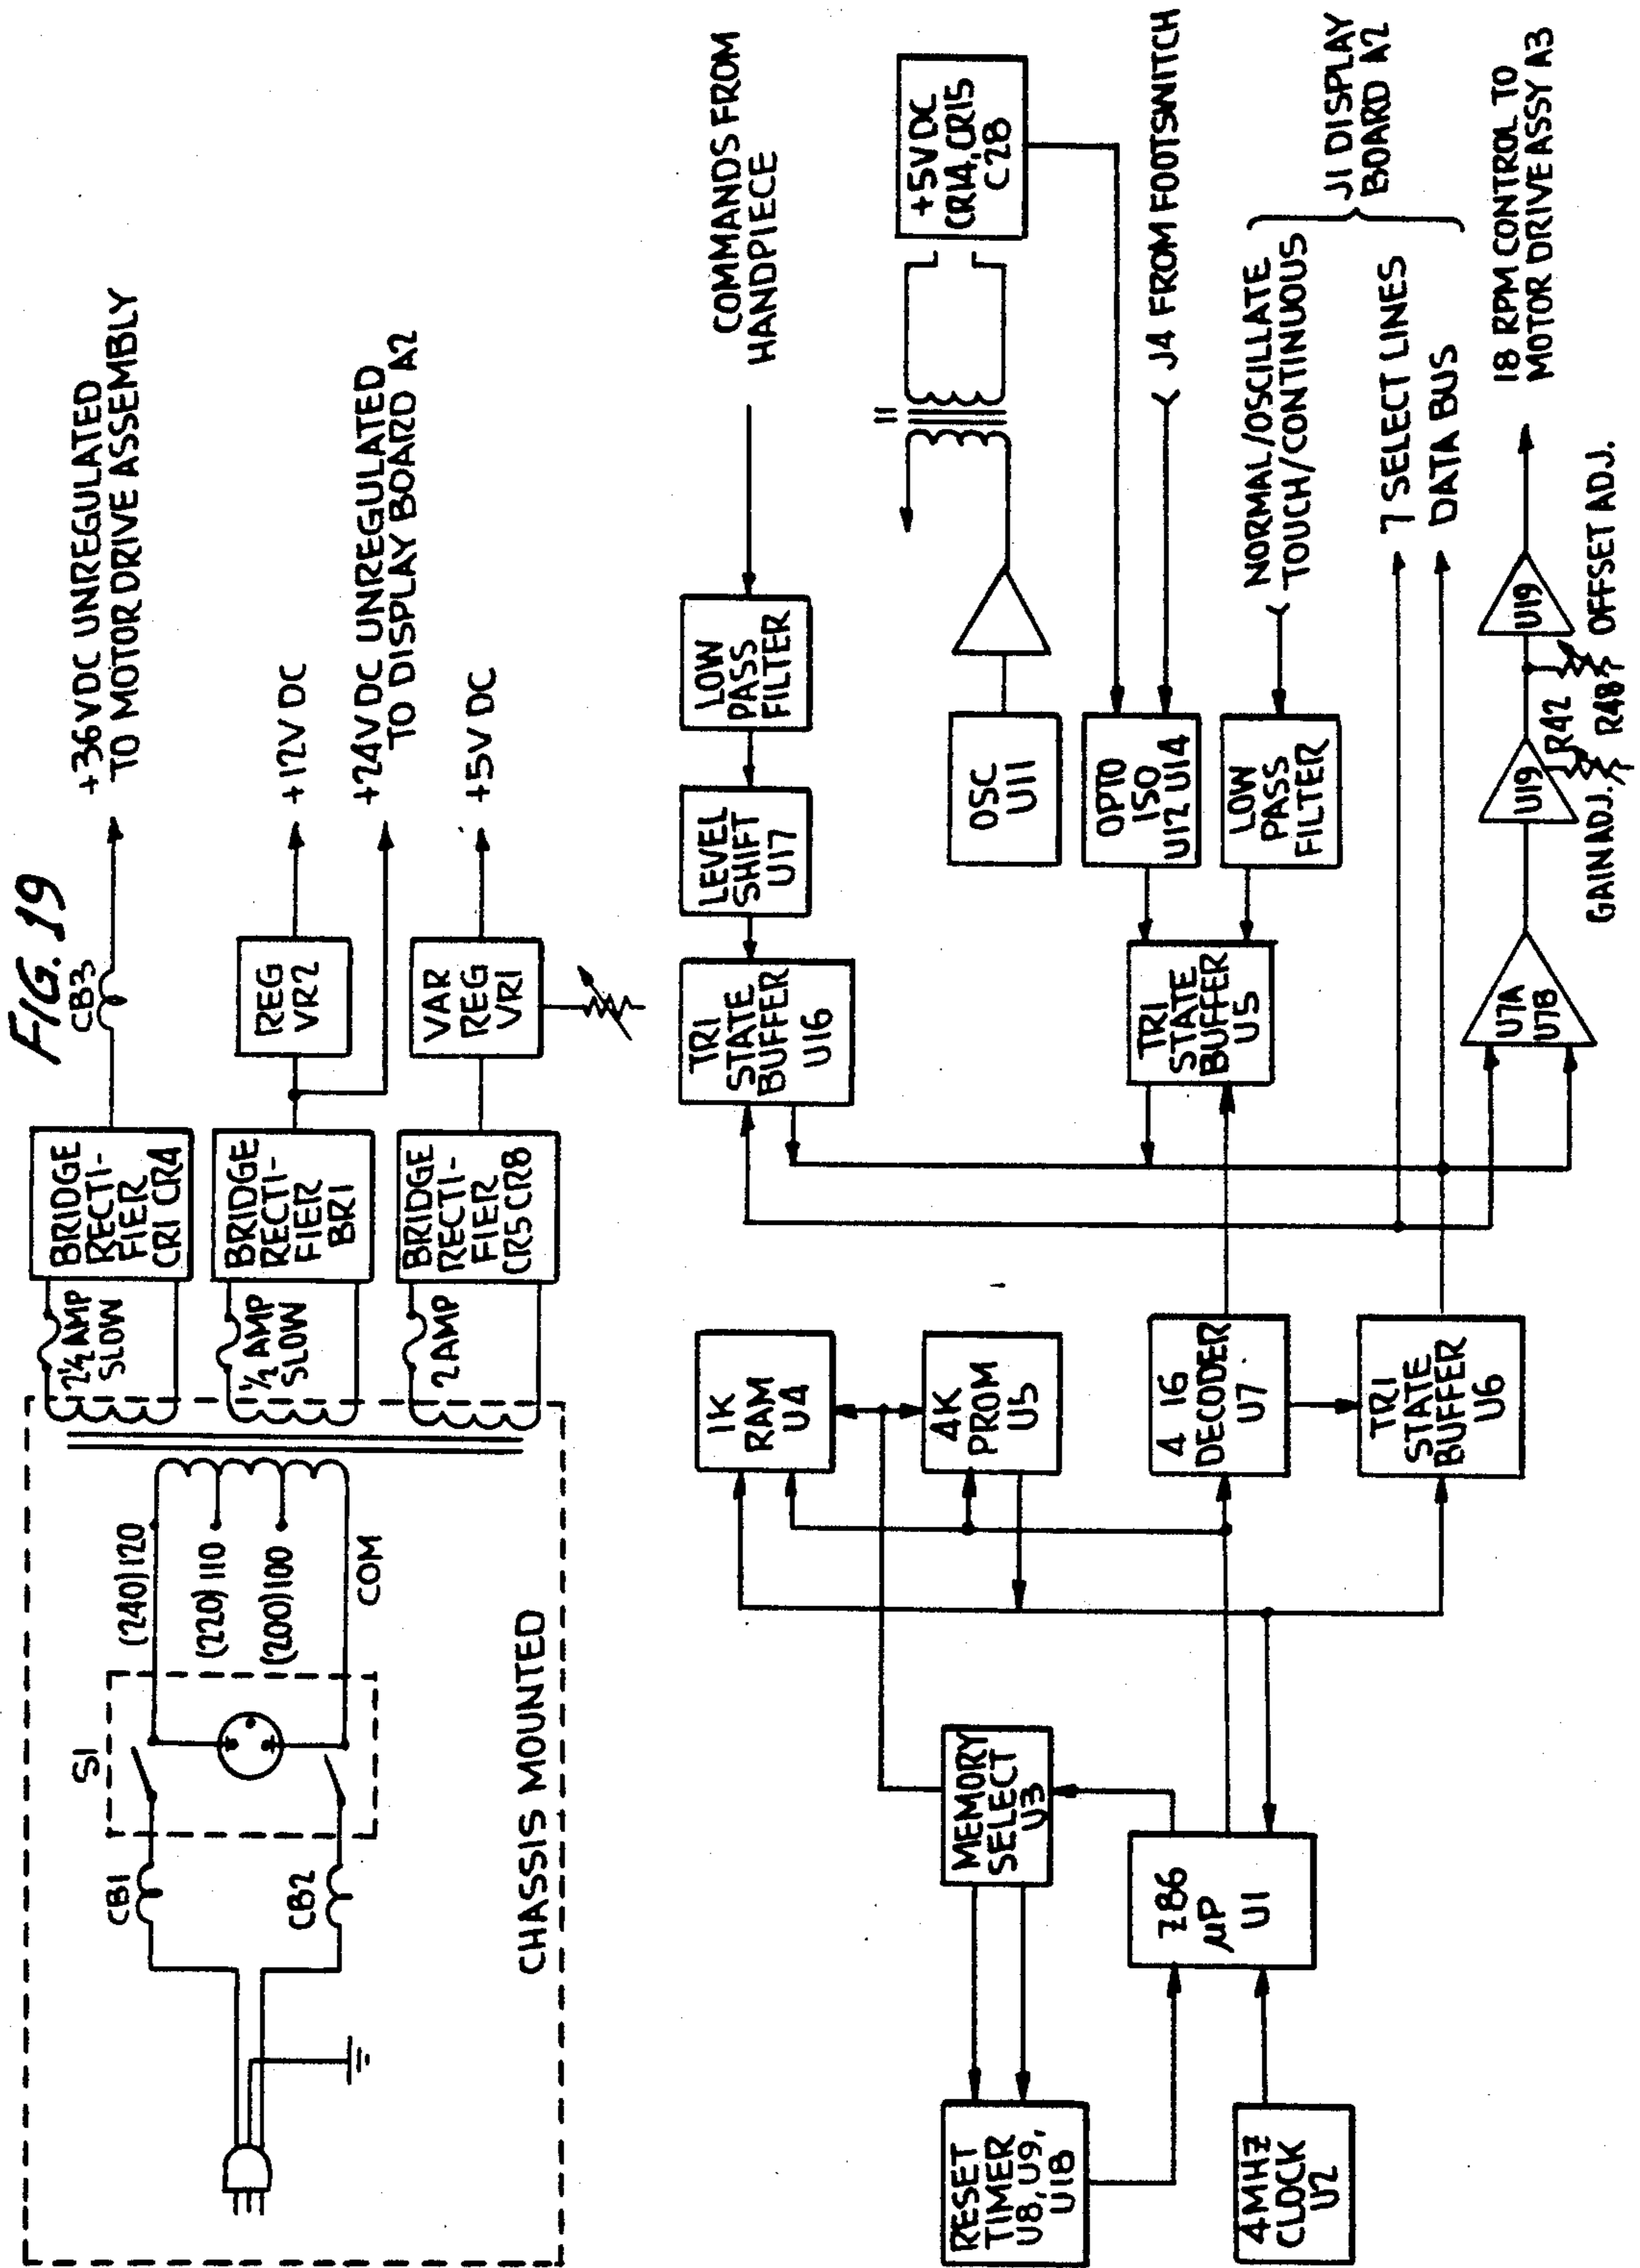 FIG. 19
CHASSIS MOUNTED
CB1
CB2
S1
(240)120
(220) 110
(200)100
COM
2½ AMP
SLOW
½ AMP
SLOW
2AMP
BRIDGE
RECTI-
FIER
CR1 CR4
BRIDGE
RECTI-
FIER
BR1
BRIDGE
RECTI-
FIER
CR5 CR8
CB3
REG
VR2
VAR
REG
VR1
+36VDC UNREGULATED
TO MOTOR DRIVE ASSEMBLY
+12V DC
+24V DC UNREGULATED
TO DISPLAY BOARD A2
+5V DC
RESET
TIMER
U8, U9,
U18
4MHZ
CLOCK
U2
MEMORY
SELECT
U3
Z86
µP
U1
1K
RAM
U4
4K
PROM
U5
4 16
DECODER
U7
TRI
STATE
BUFFER
U6
TRI
STATE
BUFFER
U16
LEVEL
SHIFT
U17
LOW
PASS
FILTER
COMMANDS FROM
HANDPIECE
OSC
U11
+5V DC
CR14, CR15
C28
TRI
STATE
BUFFER
U5
OPTO
ISO
U12 U14
J4 FROM FOOTSWITCH
LOW
PASS
FILTER
NORMAL/OSCILLATE
TOUCH/CONTINUOUS
J1 DISPLAY
BOARD A2
7 SELECT LINES
DATA BUS
U7A
U7B
U19
U19
GAIN ADJ.
R42
R48
OFFSET ADJ.
18 RPM CONTROL TO
MOTOR DRIVE ASSY A3